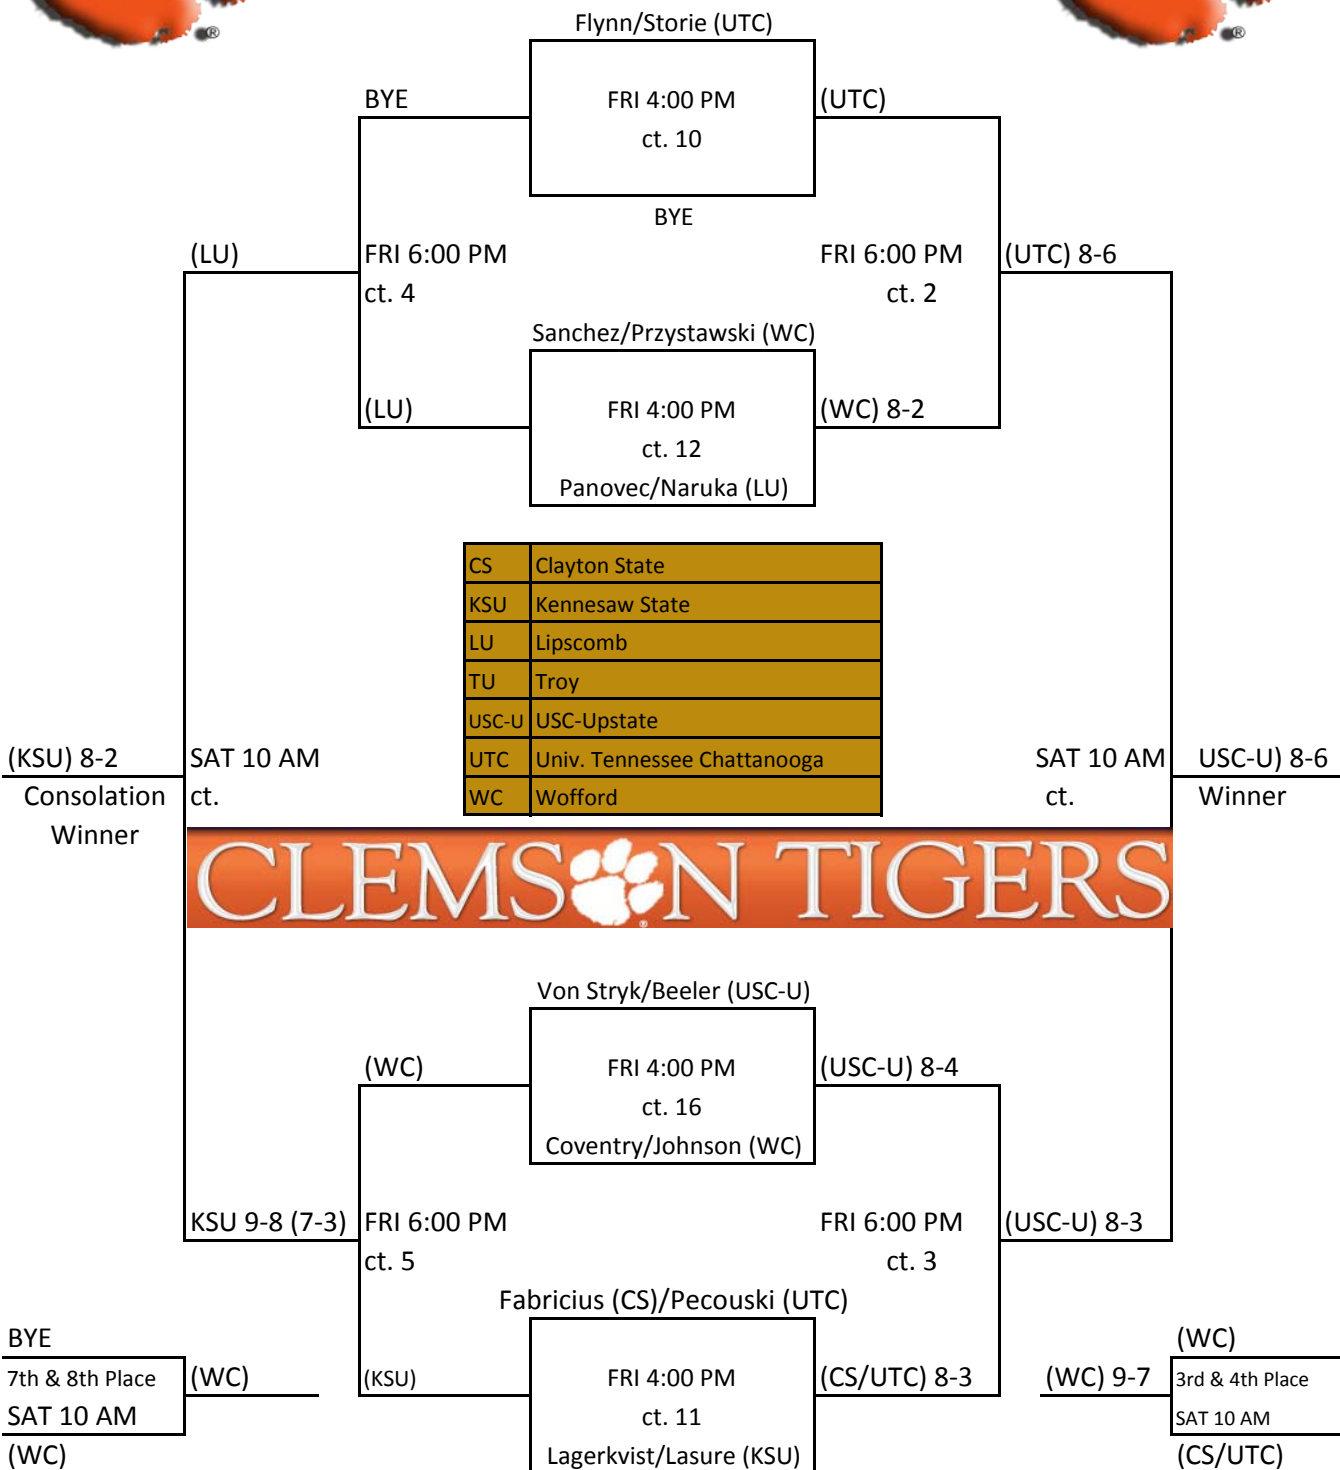 ®
®
Flynn/Storie (UTC)
BYE
FRI 4:00 PM
(UTC)
ct. 10
BYE
(LU)
FRI 6:00 PM
FRI 6:00 PM
(UTC) 8-6
ct. 4
ct. 2
Sanchez/Przystawski (WC)
(LU)
FRI 4:00 PM
(WC) 8-2
ct. 12
Panovec/Naruka (LU)
CS Clayton State
KSU Kennesaw State
LU Lipscomb
TU Troy
USC-U USC-Upstate
UTC Univ. Tennessee Chattanooga
WC Wofford
(KSU) 8-2
SAT 10 AM
SAT 10 AM
USC-U) 8-6
Consolation
ct.
ct.
Winner
Winner
CLEMSON TIGERS
®
Von Stryk/Beeler (USC-U)
(WC)
FRI 4:00 PM
(USC-U) 8-4
ct. 16
Coventry/Johnson (WC)
KSU 9-8 (7-3)
FRI 6:00 PM
FRI 6:00 PM
(USC-U) 8-3
ct. 5
ct. 3
Fabricius (CS)/Pecouski (UTC)
BYE
(WC)
7th & 8th Place
(WC)
(KSU)
FRI 4:00 PM
(CS/UTC) 8-3
(WC) 9-7
3rd & 4th Place
SAT 10 AM
ct. 11
SAT 10 AM
(WC)
Lagerkvist/Lasure (KSU)
(CS/UTC)